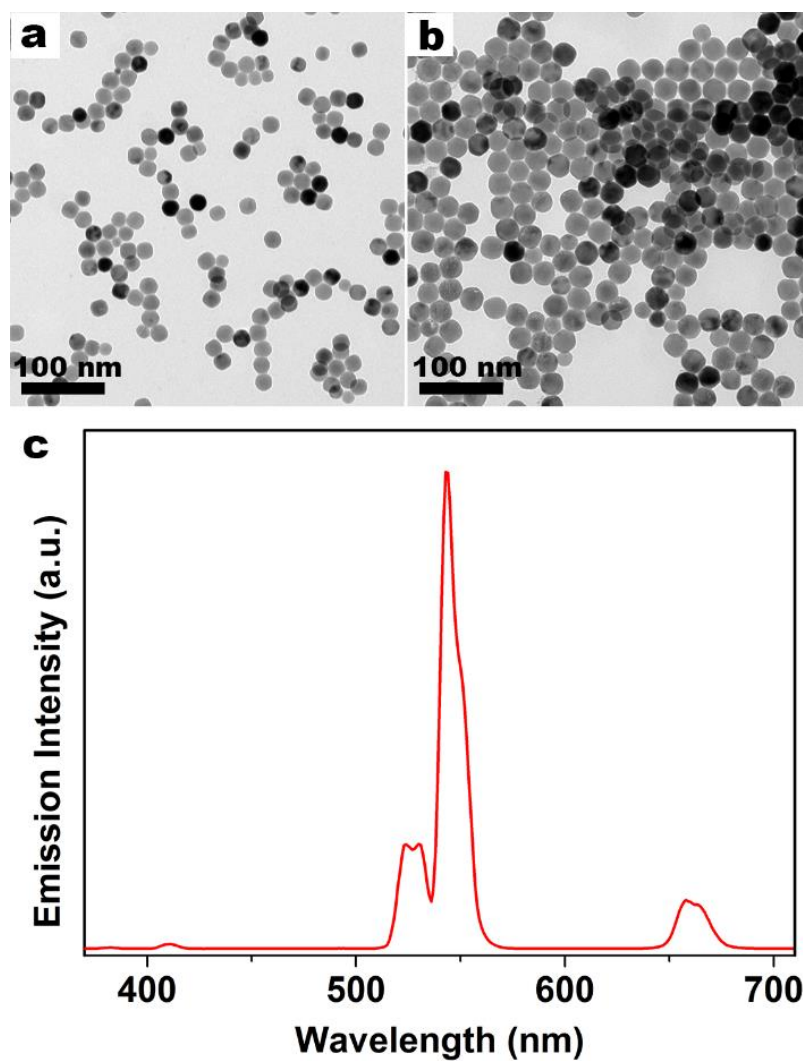 a
b
100 nm
100 nm
c
Emission Intensity (a.u.)
400 500 600 700
Wavelength (nm)